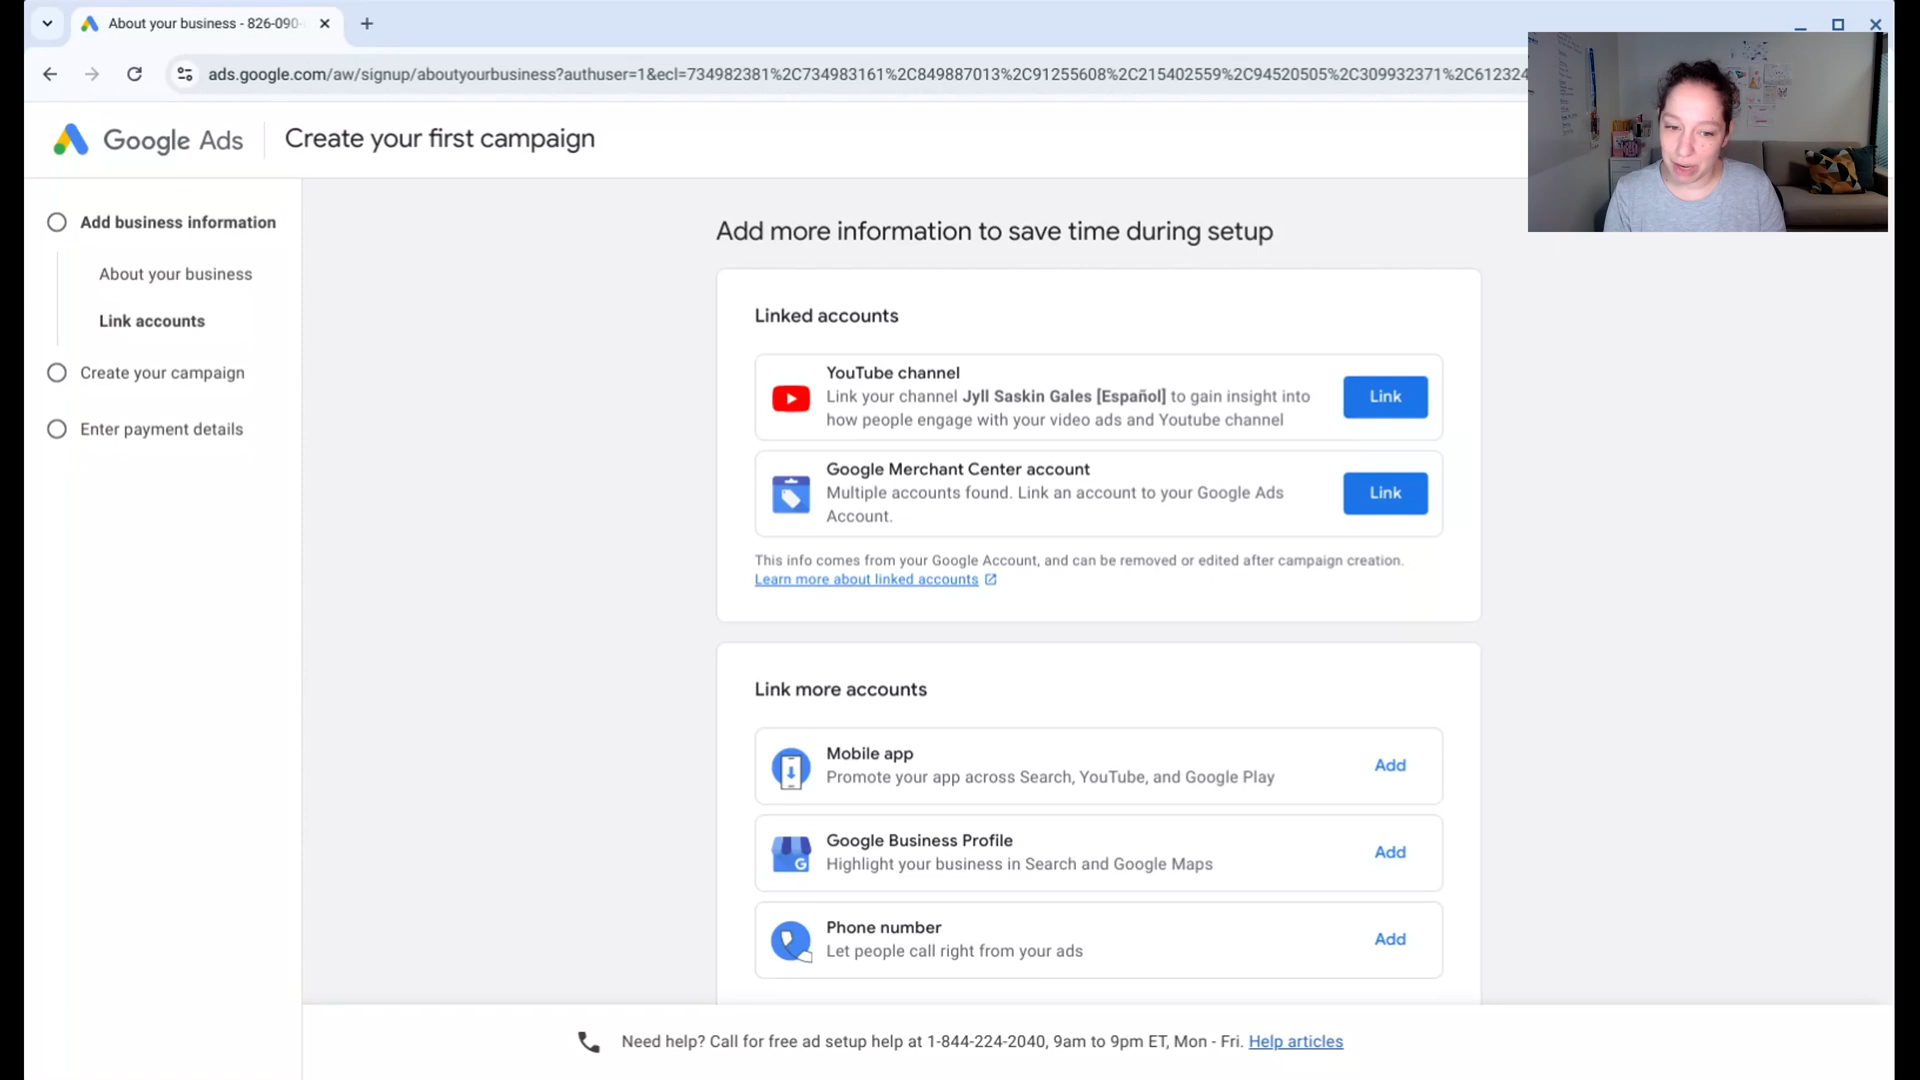 About your business - 826-090-
ads.google.com/aw/signup/aboutyourbusiness?authuser=1&ecl=734982381%2C734983161%2C849887013%2C91255608%2C215402559%2C94520505%2C309932371%2C612324
Google Ads
Create your first campaign
Add business information
About your business
Link accounts
Create your campaign
Enter payment details
Add more information to save time during setup
Linked accounts
YouTube channel
Link your channel Jyll Saskin Gales [Español] to gain insight into
how people engage with your video ads and Youtube channel
Link
Google Merchant Center account
Multiple accounts found. Link an account to your Google Ads
Account.
Link
This info comes from your Google Account, and can be removed or edited after campaign creation.
Learn more about linked accounts
Link more accounts
Mobile app
Promote your app across Search, YouTube, and Google Play
Add
Google Business Profile
Highlight your business in Search and Google Maps
Add
Phone number
Let people call right from your ads
Add
Need help? Call for free ad setup help at 1-844-224-2040, 9am to 9pm ET, Mon - Fri. Help articles